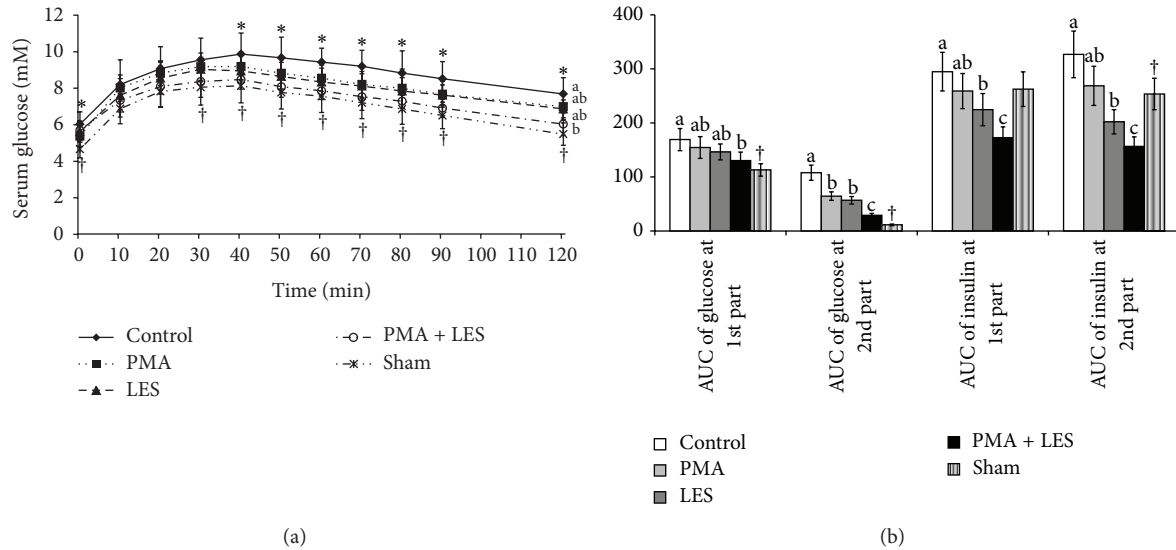 * * * * * * * *
12
10
8
6
4
2
0
Serum glucose (mM)
a
ab
ab
b
† † † † † † † † †
0 10 20 30 40 50 60 70 80 90 100 110 120
Time (min)
Control
PMA
LES
PMA + LES
Sham
(a)
400
300
200
100
0
a ab ab b †
a b b c †
a ab b c
a ab b c †
AUC of glucose at
1st part
AUC of glucose at
2nd part
AUC of insulin at
1st part
AUC of insulin at
2nd part
Control
PMA
LES
PMA + LES
Sham
(b)